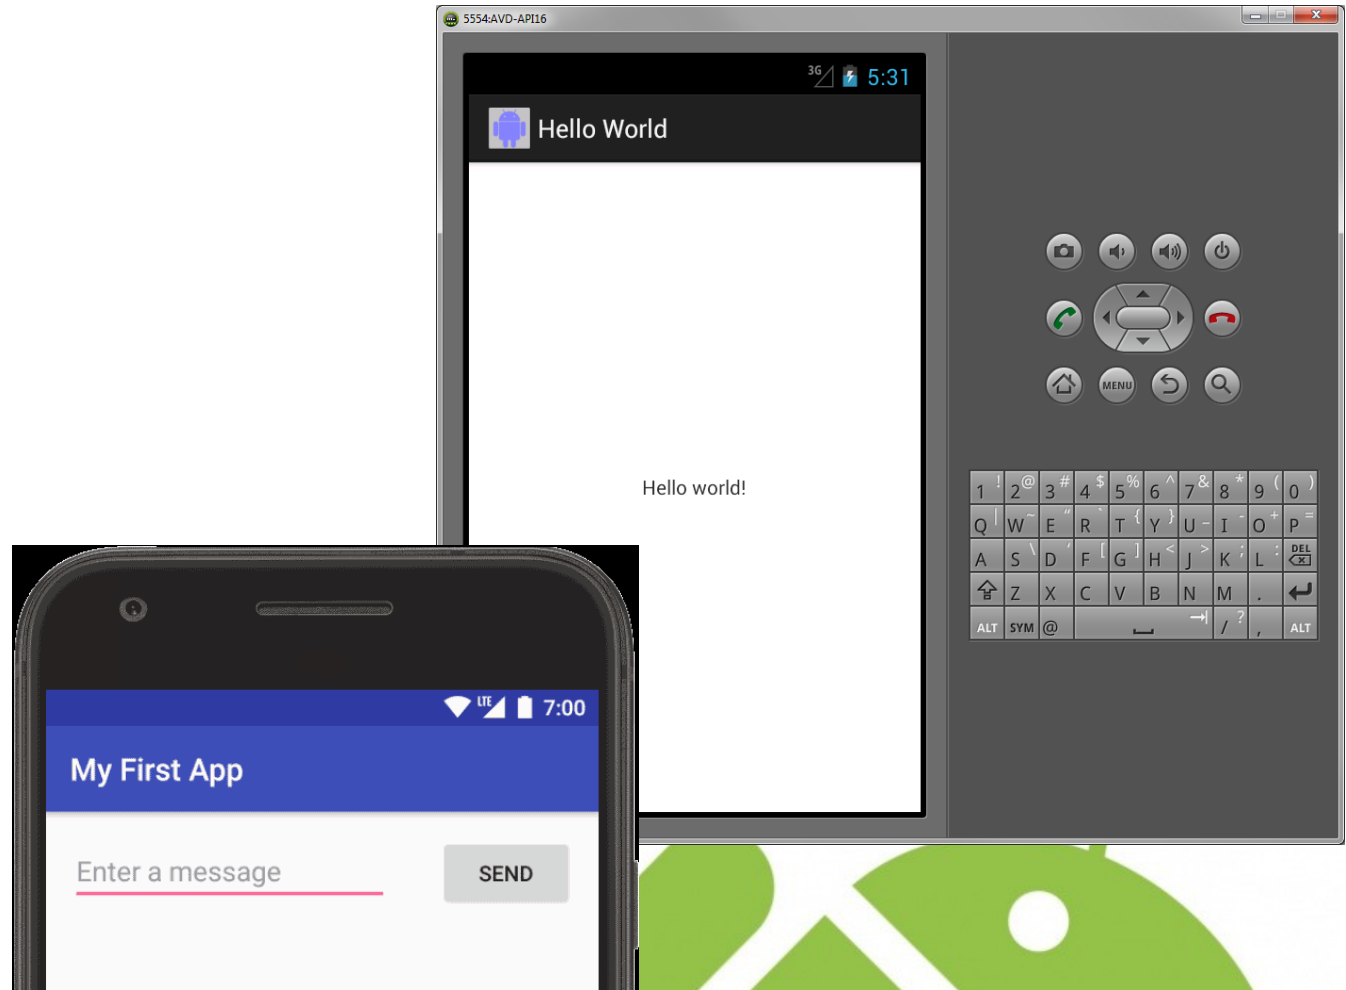 5554:AVD-API16
3G 5:31
Hello World
Hello world!
MENU
1 ! 2 @ 3 # 4 $ 5 % 6 ^ 7 & 8 * 9 ( 0 )
Q | W ~ E " R ` T { Y } U _ I - O + P =
A S \ D ' F [ G ] H < J > K ; L : DEL
Z X C V B N M .
ALT SYM @ / ? , ALT
LTE 7:00
My First App
Enter a message SEND